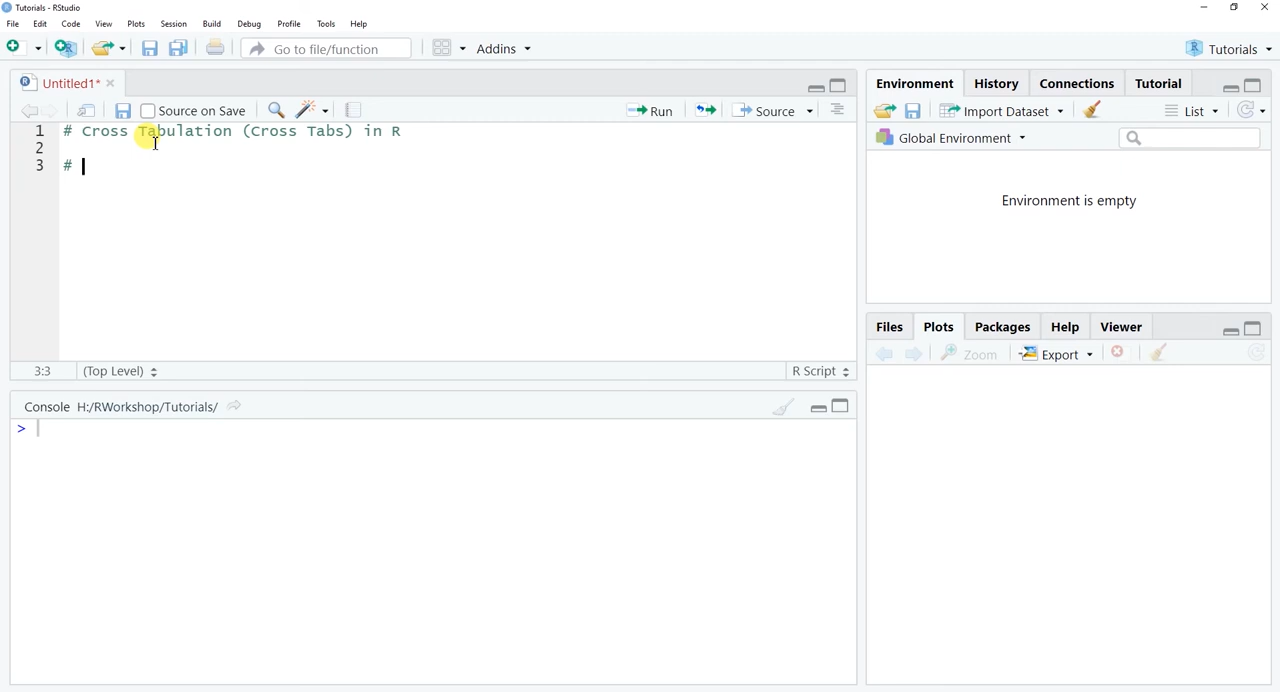 Tutorials - RStudio
File Edit Code View Plots Session Build Debug Profile Tools Help
Go to file/function Addins Tutorials
Untitled1*
Source on Save Run Source
1 # Cross Tabulation (Cross Tabs) in R
2
3 #
3:3 (Top Level) R Script
Console H:/RWorkshop/Tutorials/
>
Environment History Connections Tutorial
Import Dataset List
Global Environment
Environment is empty
Files Plots Packages Help Viewer
Zoom Export